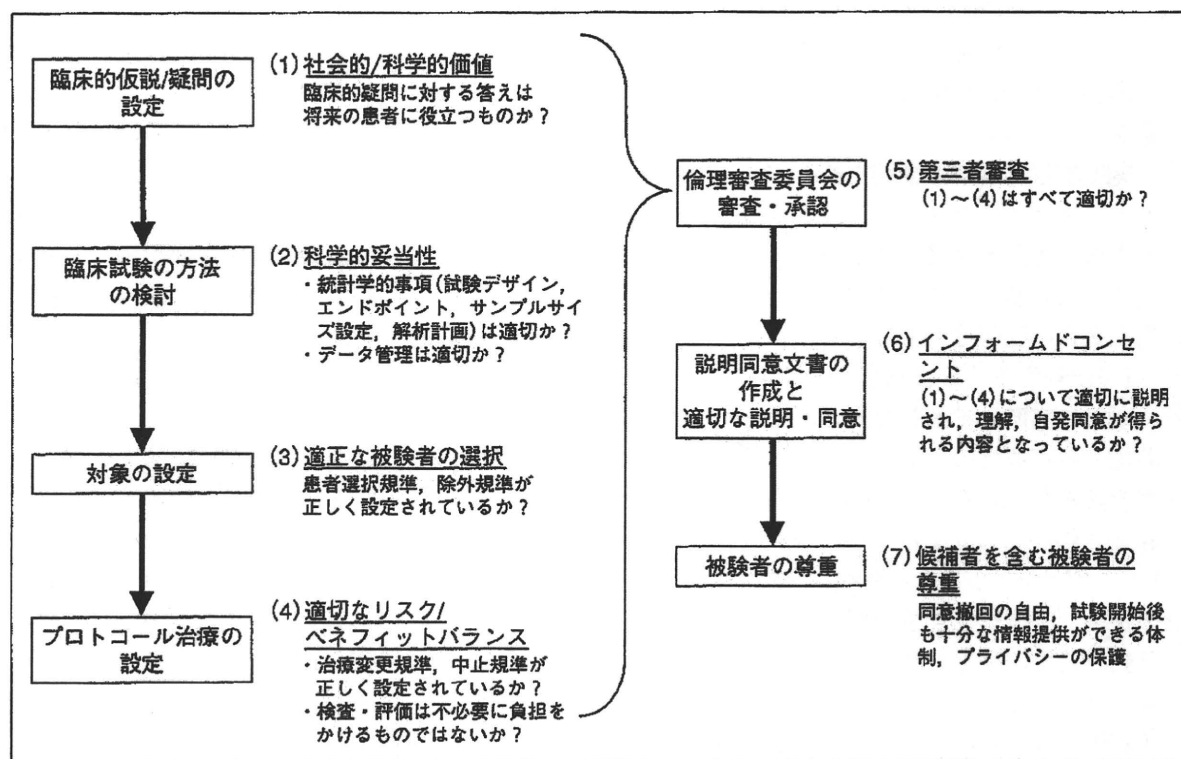 臨床的仮説/疑問の
設定
(1) 社会的/科学的価値
臨床的疑問に対する答えは
将来の患者に役立つものか？
臨床試験の方法
の検討
(2) 科学的妥当性
・統計学的事項(試験デザイン,
エンドポイント, サンプルサイ
ズ設定, 解析計画)は適切か？
・データ管理は適切か？
対象の設定
(3) 適正な被験者の選択
患者選択規準, 除外規準が
正しく設定されているか？
プロトコール治療の
設定
(4) 適切なリスク/
ベネフィットバランス
・治療変更規準, 中止規準が
正しく設定されているか？
・検査・評価は不必要に負担を
かけるものではないか？
倫理審査委員会の
審査・承認
(5) 第三者審査
(1)～(4)はすべて適切か？
説明同意文書の
作成と
適切な説明・同意
(6) インフォームドコンセ
ント
(1)～(4)について適切に説明
され, 理解, 自発同意が得ら
れる内容となっているか？
被験者の尊重
(7) 候補者を含む被験者の
尊重
同意撤回の自由, 試験開始後
も十分な情報提供ができる体
制, プライバシーの保護